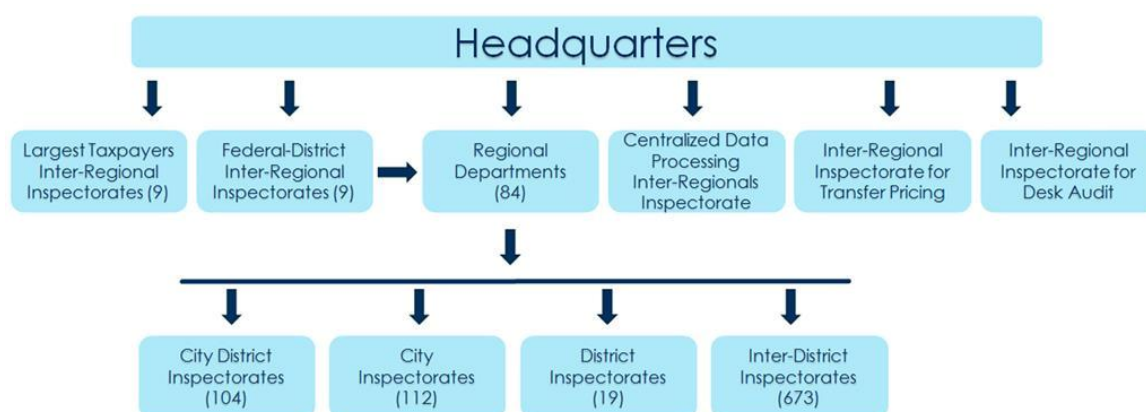 Headquarters
Largest Taxpayers
Inter-Regional
Inspectorates (9)
Federal-District
Inter-Regional
Inspectorates (9)
Regional
Departments
(84)
Centralized Data
Processing
Inter-Regionals
Inspectorate
Inter-Regional
Inspectorate for
Transfer Pricing
Inter-Regional
Inspectorate for
Desk Audit
City District
Inspectorates
(104)
City
Inspectorates
(112)
District
Inspectorates
(19)
Inter-District
Inspectorates
(673)